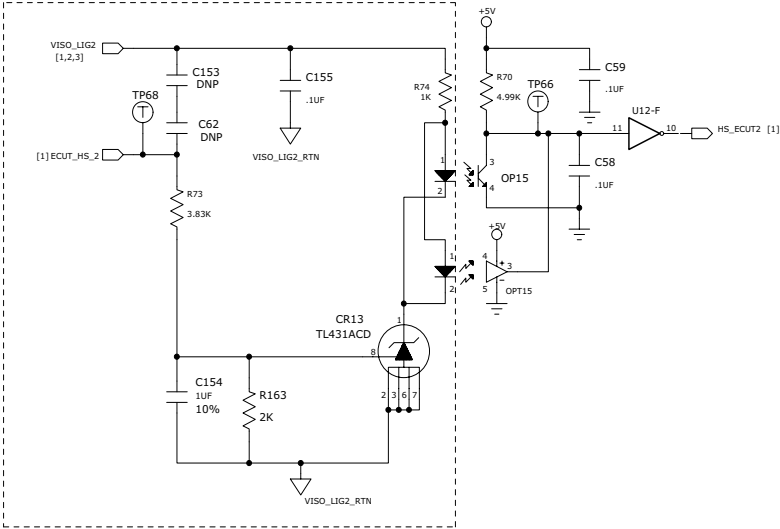 VISO_LIG2
[1,2,3]
C153
DNP
C155
.1UF
TP68
C62
DNP
VISO_LIG2_RTN
[1]ECUT_HS_2
R73
3.83K
R74
1K
1
2
1
2
+5V
R70
4.99K
TP66
C59
.1UF
U12-F
11
10
HS_ECUT2 [1]
3
4
OP15
C58
.1UF
+5V
4
3
5
OPT15
CR13
TL431ACD
1
8
2
3
6
7
C154
1UF
10%
R163
2K
VISO_LIG2_RTN